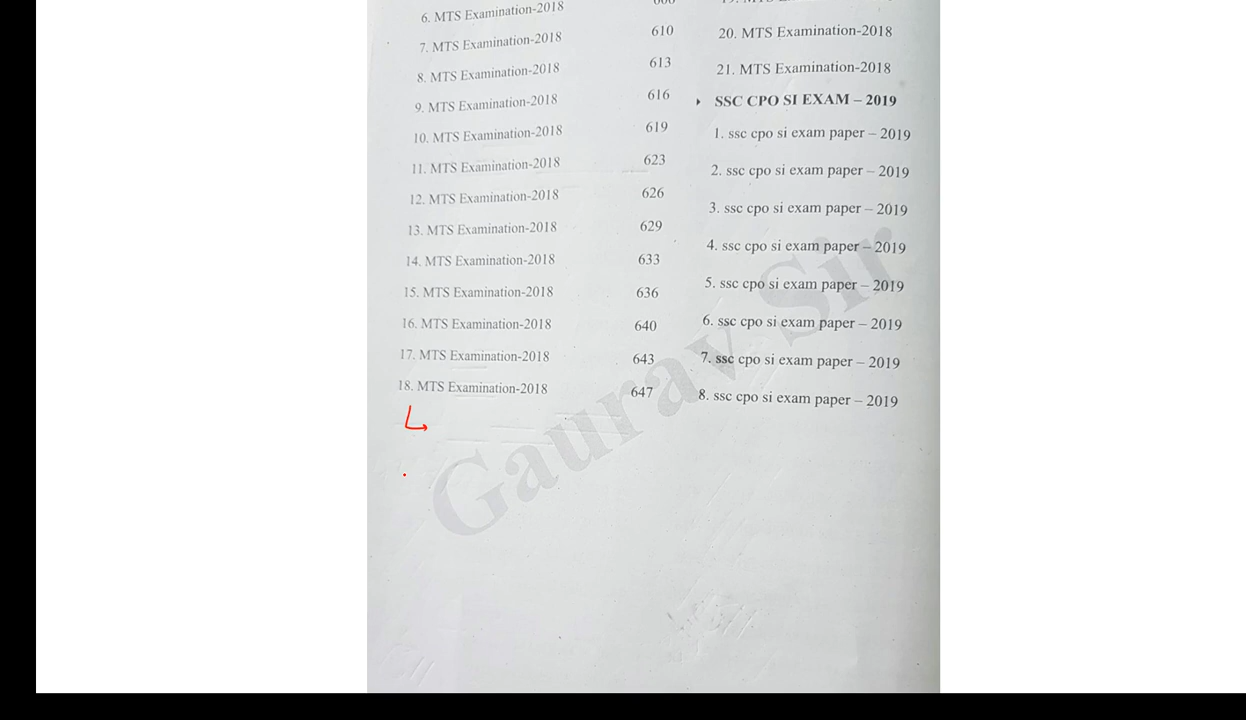 6. MTS Examination-2018
7. MTS Examination-2018 610
8. MTS Examination-2018 613
9. MTS Examination-2018 616
10. MTS Examination-2018 619
11. MTS Examination-2018 623
12. MTS Examination-2018 626
13. MTS Examination-2018 629
14. MTS Examination-2018 633
15. MTS Examination-2018 636
16. MTS Examination-2018 640
17. MTS Examination-2018 643
18. MTS Examination-2018 647
20. MTS Examination-2018
21. MTS Examination-2018
SSC CPO SI EXAM – 2019
1. ssc cpo si exam paper – 2019
2. ssc cpo si exam paper – 2019
3. ssc cpo si exam paper – 2019
4. ssc cpo si exam paper – 2019
5. ssc cpo si exam paper – 2019
6. ssc cpo si exam paper – 2019
7. ssc cpo si exam paper – 2019
8. ssc cpo si exam paper – 2019
Gaurav Sir